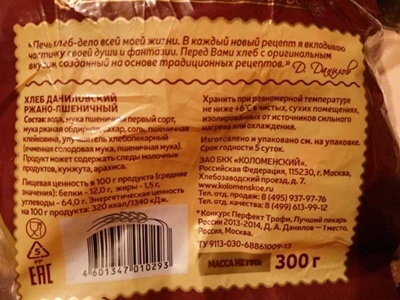 «Печь хлеб-дело всей моей жизни. В каждый новый рецепт я вкладываю
частичку своей души и фантазии. Перед Вами хлеб с оригинальным
вкусом созданный на основе традиционных рецептов.» Д. Данилов
ХЛЕБ ДАНИЛОВСКИЙ
РЖАНО-ПШЕНИЧНЫЙ
Состав: вода, мука пшеничная первый сорт,
мука ржаная обдирная, сахар, соль, пшеничная
клейковина, улучшитель хлебопекарный
(ячменная солодовая мука, пшеничная мука).
Продукт может содержать следы молочных
продуктов, кунжута, арахиса.
Пищевая ценность в 100 г продукта (средние
значения): Белки - 12,0 г, жиры - 1,5 г,
углеводы - 64,0 г. Энергетическая ценность
на 100 г продукта: 320 ккал/1340 кДж.
5
PP
EAC
4601347010293
Хранить при равномерной температуре
не ниже +6°С в чистых, сухих помещениях,
изолированных от источников сильного
нагрева или охлаждения.
Изготовлено и упаковано см. на упаковке.
Срок годности 5 суток.
ЗАО БКК «КОЛОМЕНСКИЙ».
Российская Федерация, 115230, г. Москва,
Хлебозаводский проезд, д. 7.
www.kolomenskoe.ru
Тел. отд. продаж: 8 (495) 937-97-76
Тел. отд. качества: 8 (499) 613-99-12
* Конкурс Перфект Трофи, Лучший пекарь
России 2013-2014, Д. А. Данилов — 1 место,
Россия, Москва.
ТУ 9113-030-68861009-13
МАССА НЕТТО: 300 г